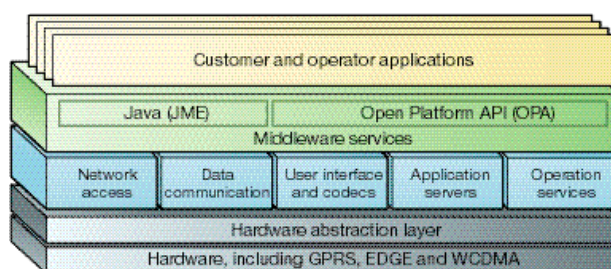 Customer and operator applications
Java (JME) Open Platform API (OPA)
Middleware services
Network access
Data communication
User interface and codecs
Application servers
Operation services
Hardware abstraction layer
Hardware, including GPRS, EDGE and WCDMA